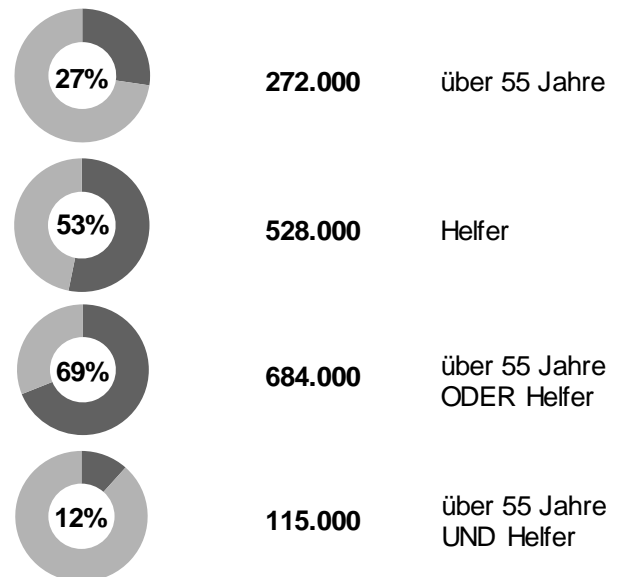 27% 272.000 über 55 Jahre
53% 528.000 Helfer
69% 684.000 über 55 Jahre
ODER Helfer
12% 115.000 über 55 Jahre
UND Helfer